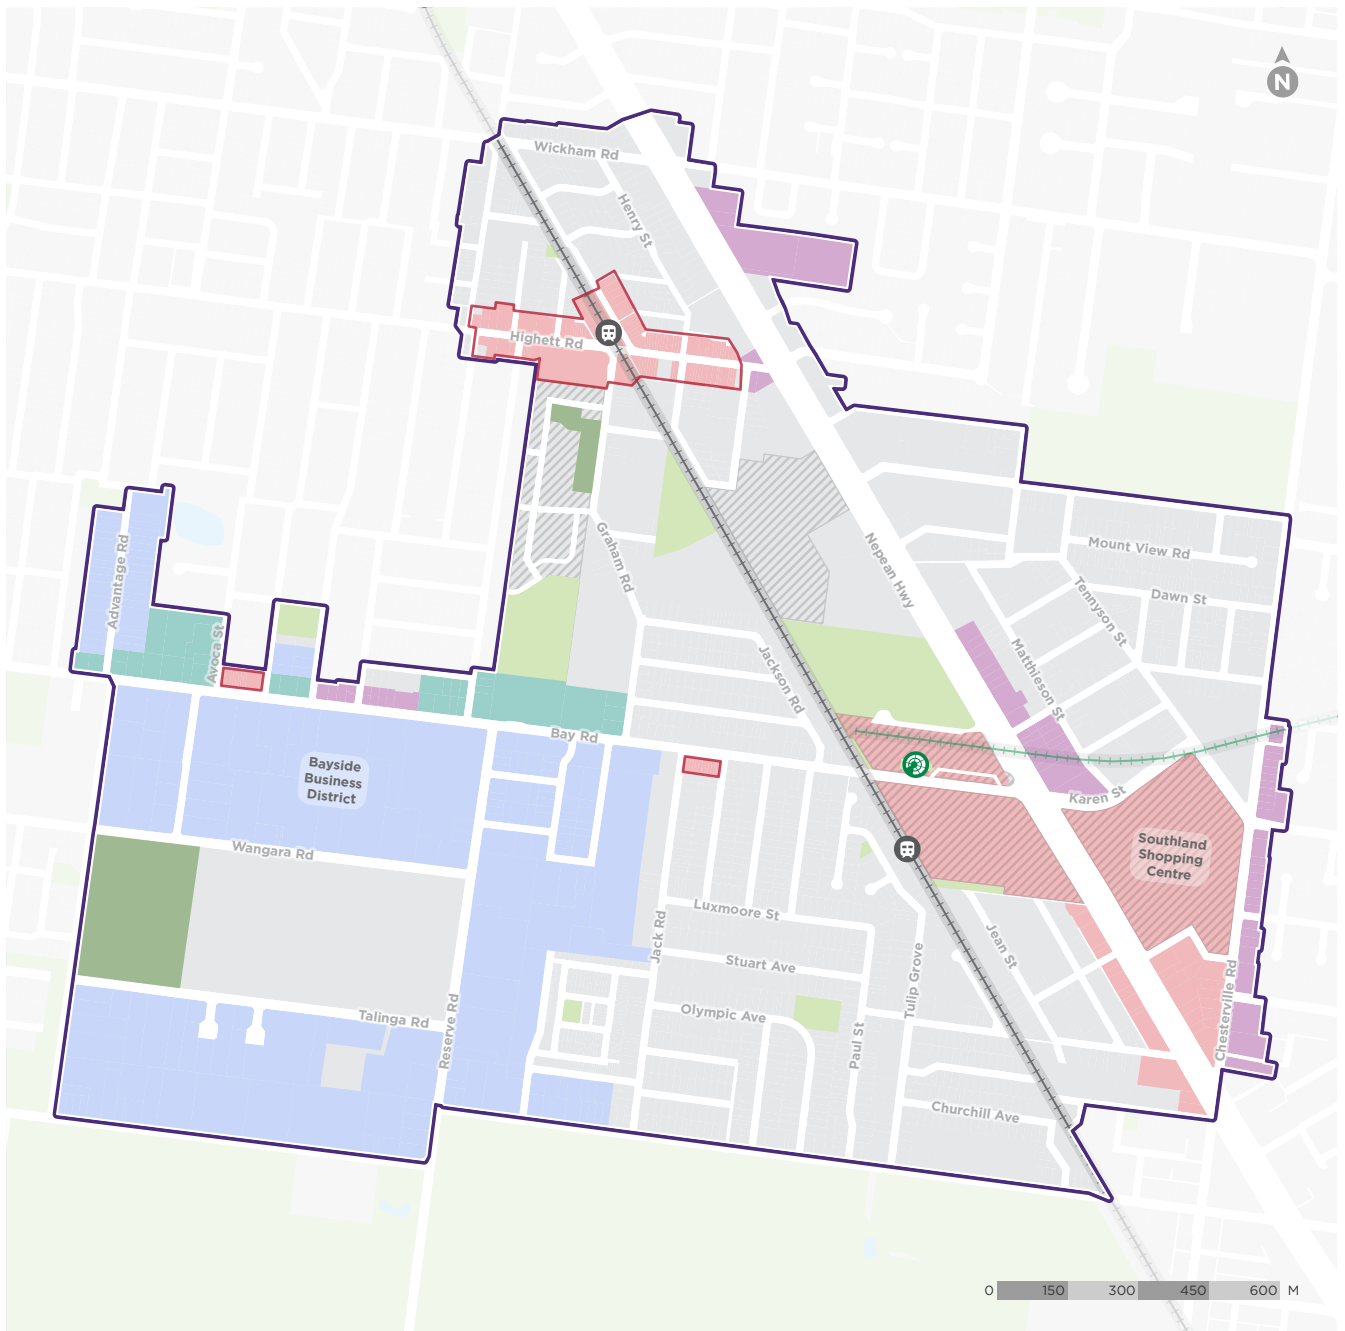 N
Wickham Rd
Henry St
Highett Rd
Nepean Hwy
Mount View Rd
Graham Rd
Advantage Rd
Tennyson St
Dawn St
Avoca St
Matthieson St
Jackson Rd
Bay Rd
Bayside
Business
District
Karen St
Southland
Shopping
Centre
Wangara Rd
Luxmoore St
Jack Rd
Stuart Ave
Jean St
Tulip Grove
Chesterville Rd
Olympic Ave
Talinga Rd
Reserve Rd
Paul St
Churchill Ave
0 150 300 450 600 M